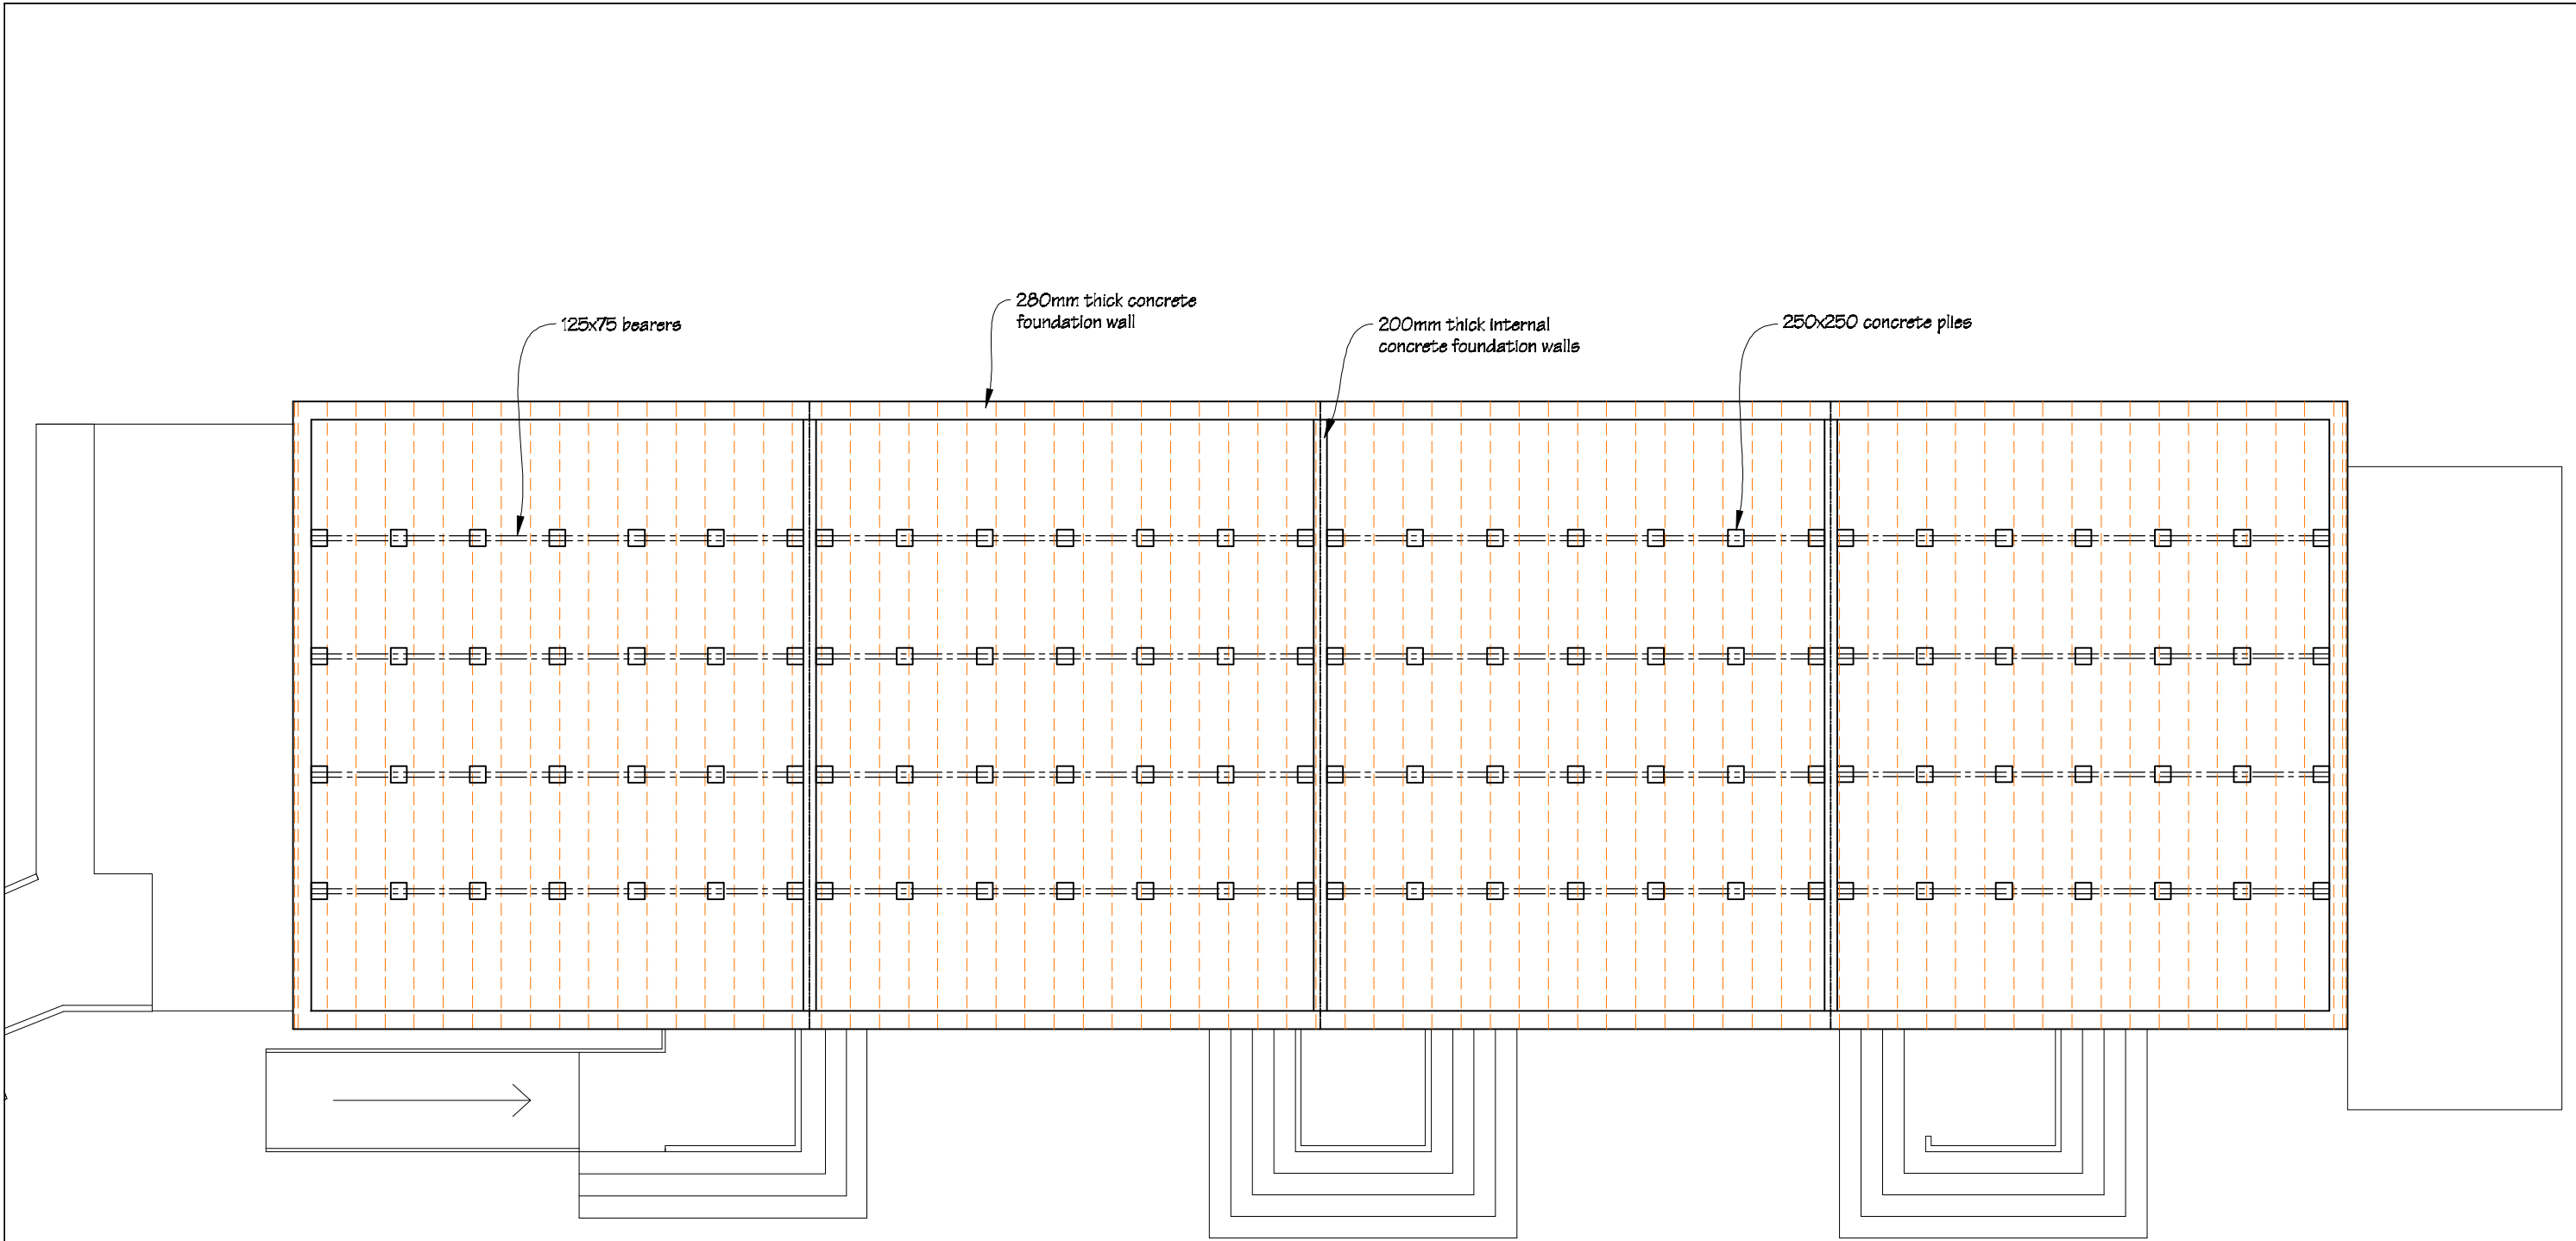 125x75 bearers
280mm thick concrete
foundation wall
200mm thick internal
concrete foundation walls
250x250 concrete piles